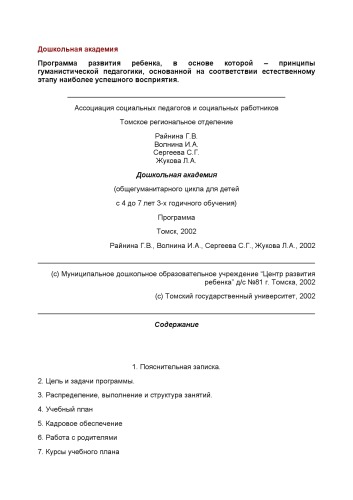 Дошкольная академия
Программа развития ребенка, в основе которой – принципы
гуманистической педагогики, основанной на соответствии естественному
этапу наиболее успешного восприятия.
Ассоциация социальных педагогов и социальных работников
Томское региональное отделение
Райнина Г.В.
Волнина И.А.
Сергеева С.Г.
Жукова Л.А.
Дошкольная академия
(общегуманитарного цикла для детей
с 4 до 7 лет 3-х годичного обучения)
Программа
Томск, 2002
Райнина Г.В., Волнина И.А., Сергеева С.Г., Жукова Л.А., 2002
(с) Муниципальное дошкольное образовательное учреждение "Центр развития
ребенка" д/с №81 г. Томска, 2002
(с) Томский государственный университет, 2002
Содержание
1. Пояснительная записка.
2. Цель и задачи программы.
3. Распределение, выполнение и структура занятий.
4. Учебный план
5. Кадровое обеспечение
6. Работа с родителями
7. Курсы учебного плана